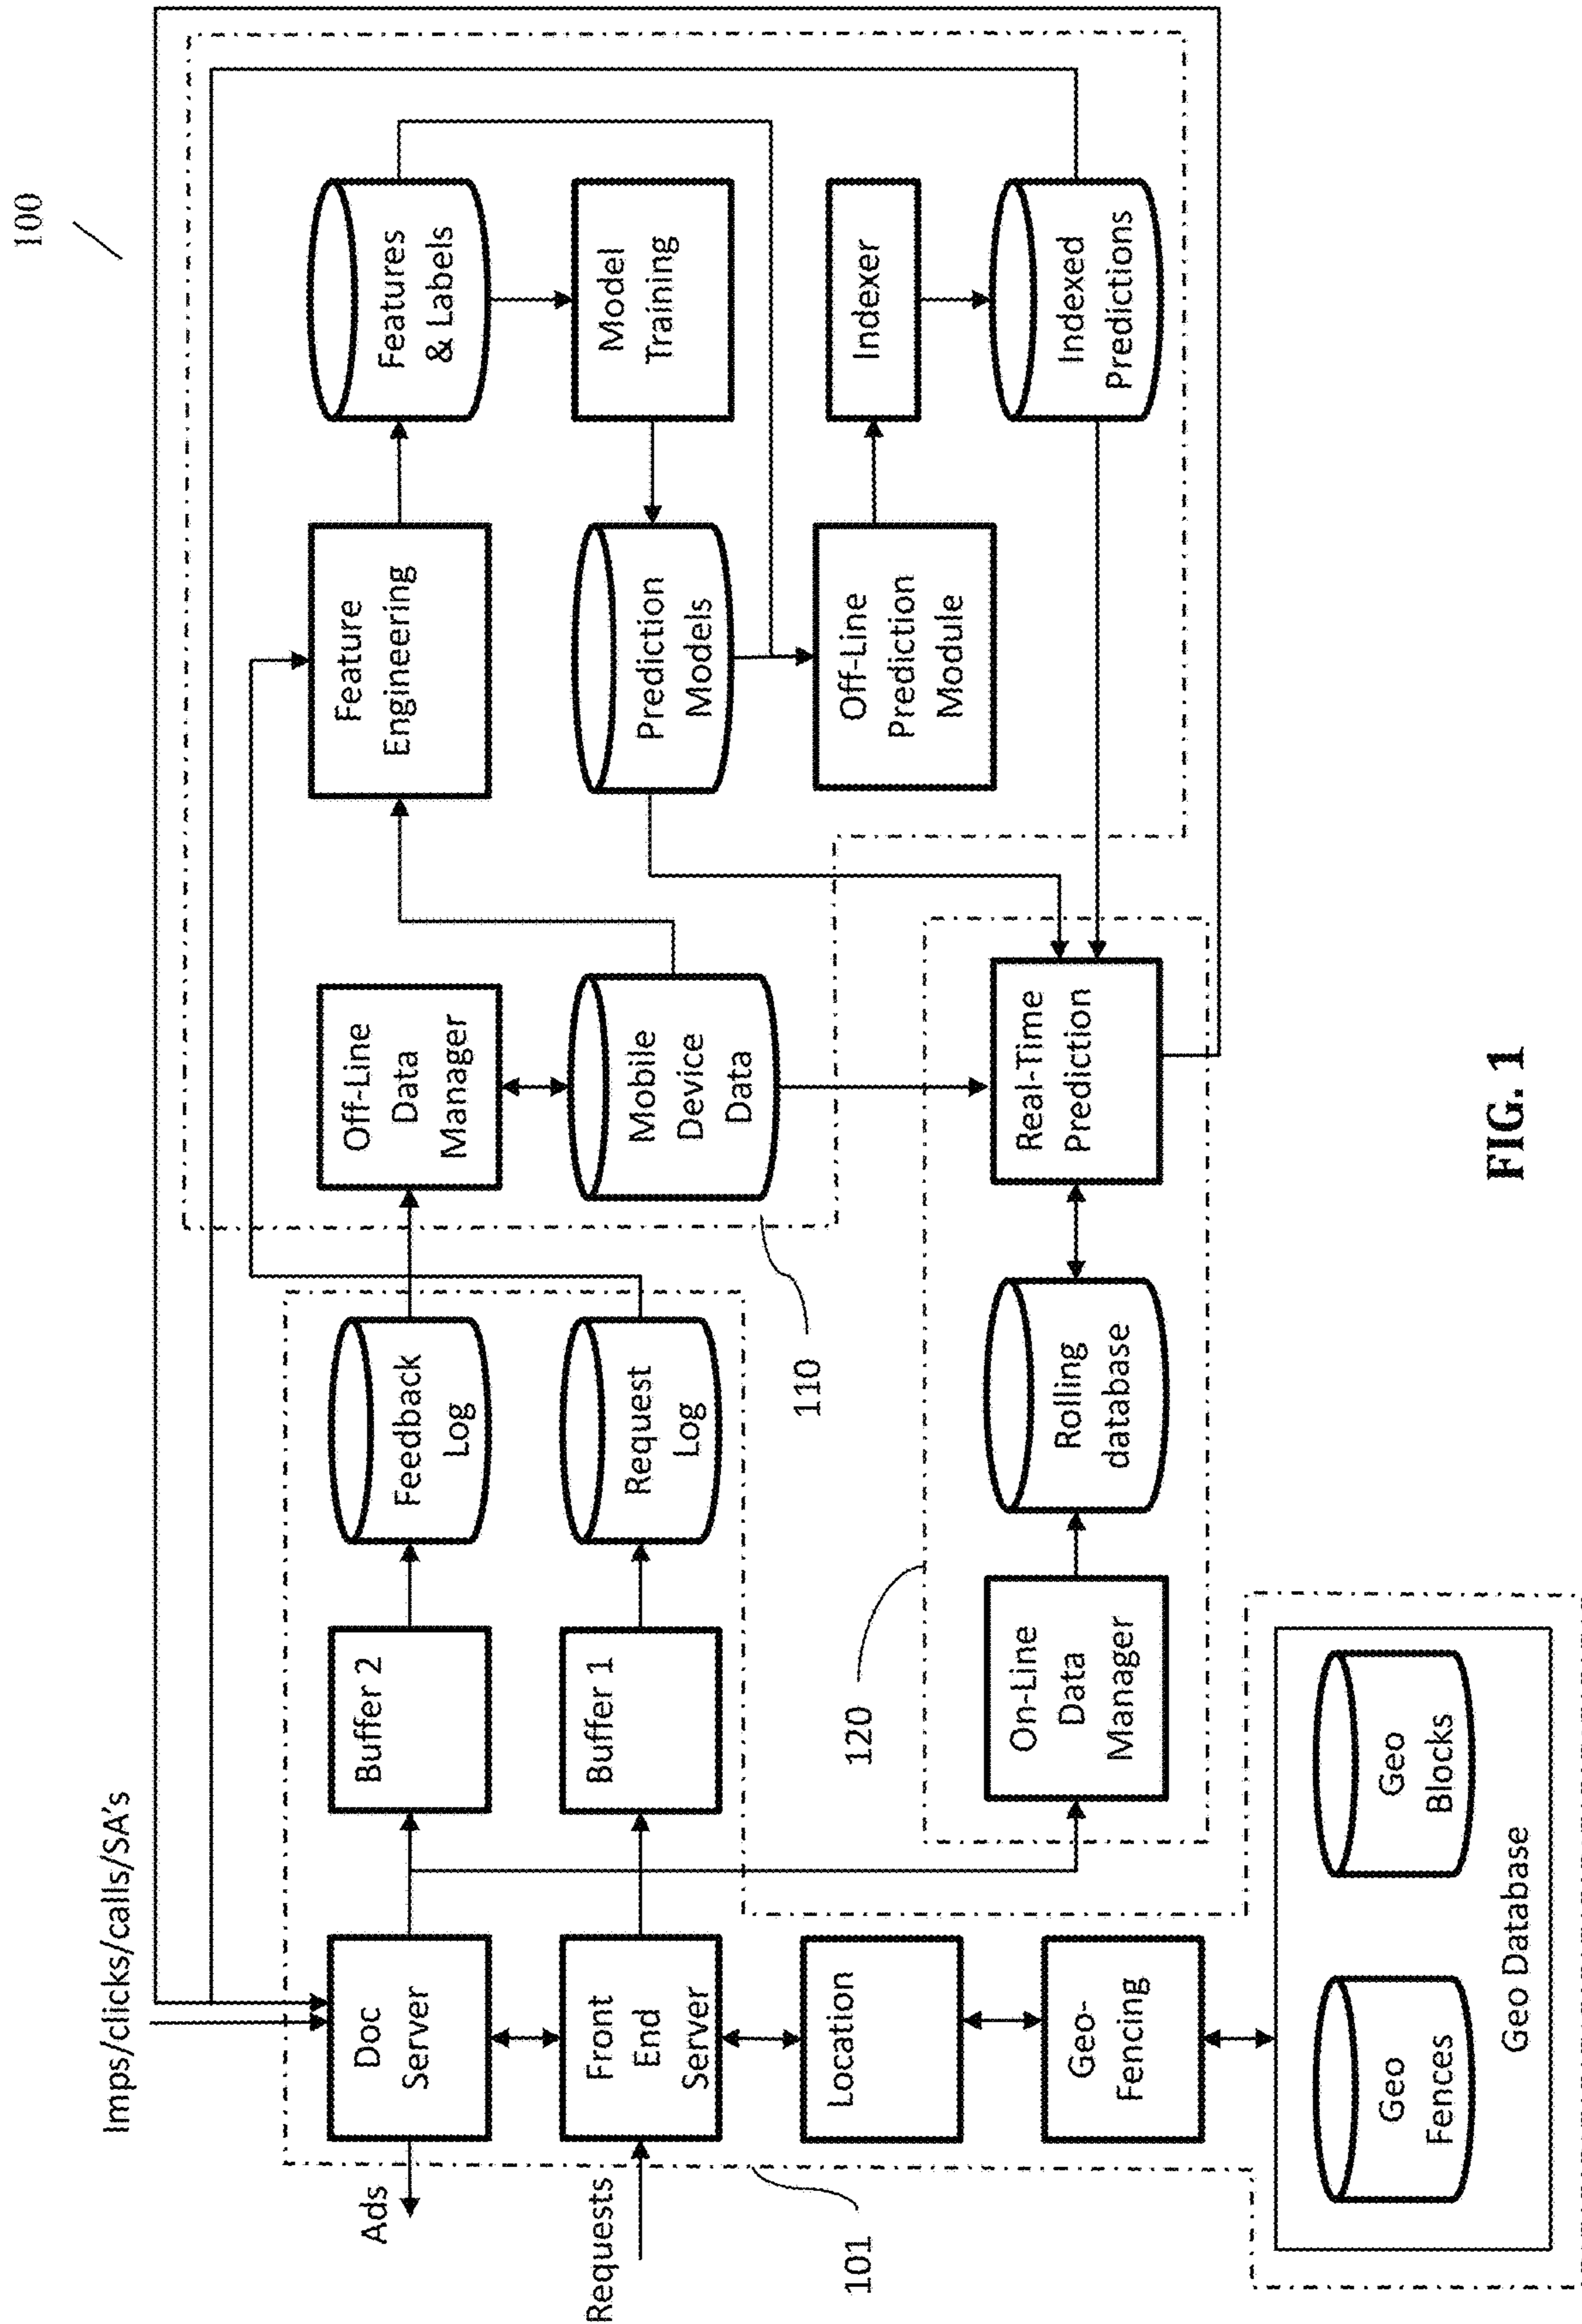 100
Imps/clicks/calls/SA's
Ads
Doc
Server
Buffer 2
Feedback
Log
Off-Line
Data
Manager
Feature
Engineering
Features
& Labels
Requests
Front
End
Server
Buffer 1
Request
Log
Mobile
Device
Data
Prediction
Models
Model
Training
101
Location
110
Off-Line
Prediction
Module
Indexer
120
Geo-
Fencing
On-Line
Data
Manager
Rolling
database
Real-Time
Prediction
Indexed
Predictions
Geo
Fences
Geo
Blocks
Geo Database
FIG. 1